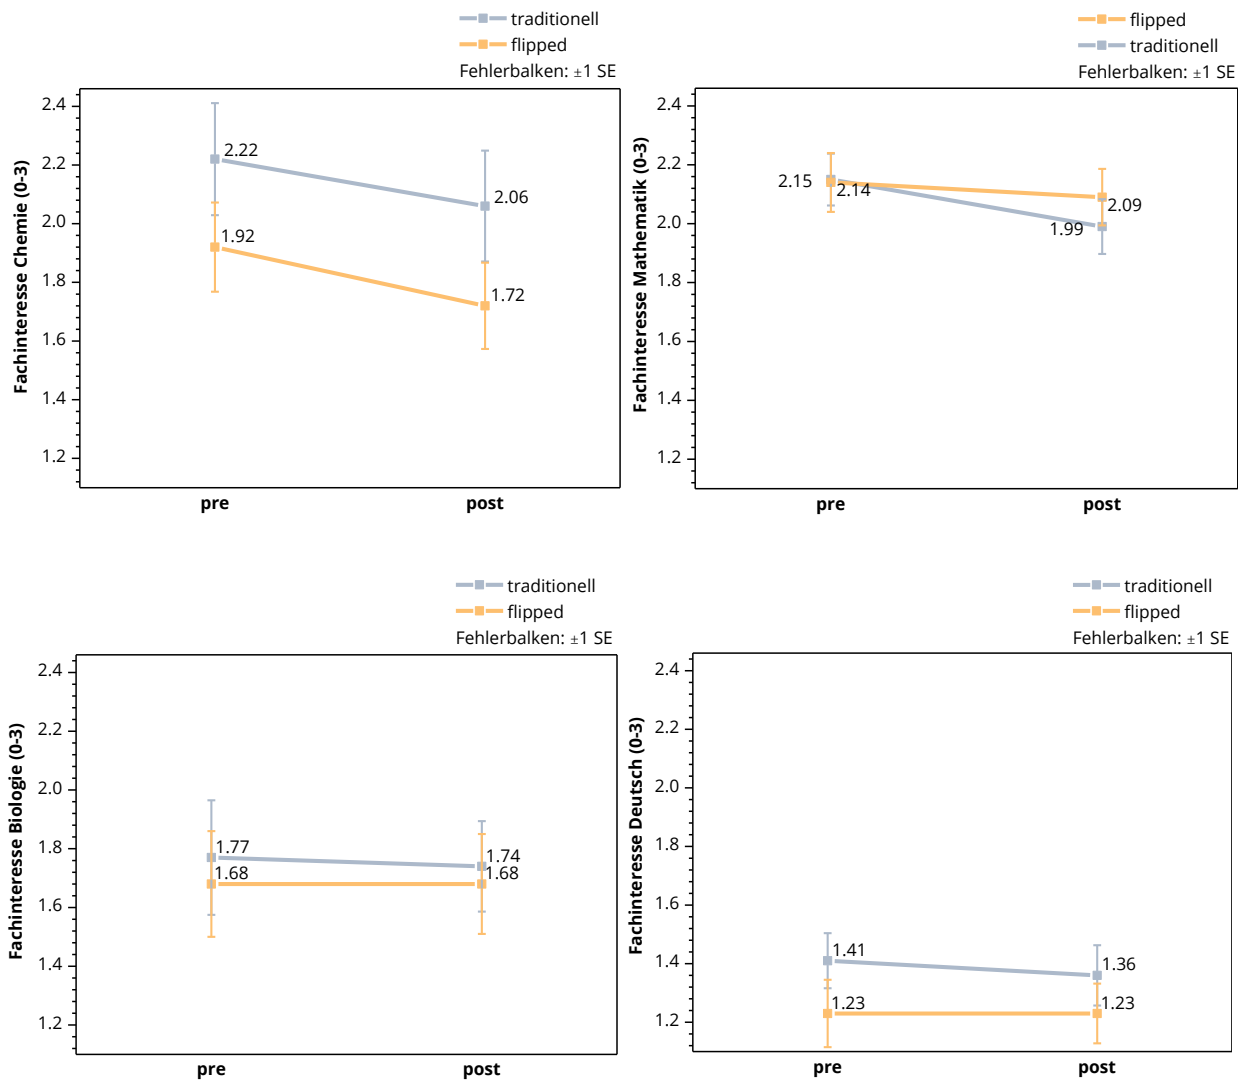 traditionell
flipped
Fehlerbalken: ±1 SE
Fachinteresse Chemie (0-3)
2.4
2.2
2.0
1.8
1.6
1.4
1.2
2.22
2.06
1.92
1.72
pre
post
flipped
traditionell
Fehlerbalken: ±1 SE
Fachinteresse Mathematik (0-3)
2.4
2.2
2.0
1.8
1.6
1.4
1.2
2.15
2.14
2.09
1.99
pre
post
traditionell
flipped
Fehlerbalken: ±1 SE
Fachinteresse Biologie (0-3)
2.4
2.2
2.0
1.8
1.6
1.4
1.2
1.77
1.74
1.68
1.68
pre
post
traditionell
flipped
Fehlerbalken: ±1 SE
Fachinteresse Deutsch (0-3)
2.4
2.2
2.0
1.8
1.6
1.4
1.2
1.41
1.36
1.23
1.23
pre
post